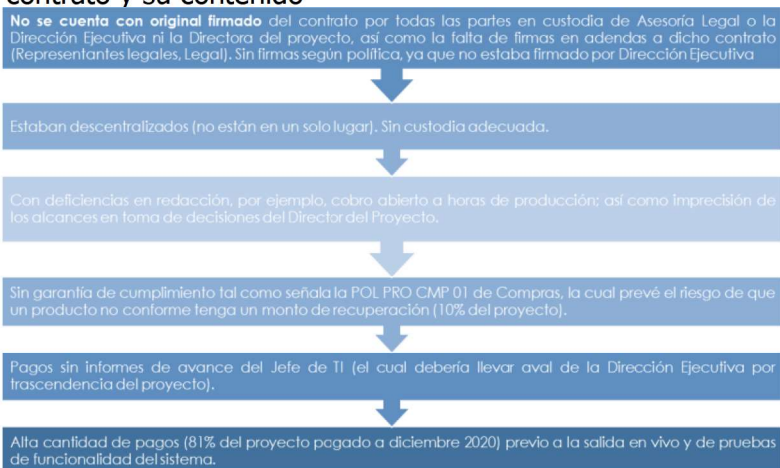 contrato y su contenido
No se cuenta con original firmado del contrato por todas las partes en custodia de Asesoría Legal o la
Dirección Ejecutiva ni la Directora del proyecto, así como la falta de firmas en adendas a dicho contrato
(Representantes legales, Legal). Sin firmas según política, ya que no estaba firmado por Dirección Ejecutiva
Estaban descentralizados (no están en un solo lugar). Sin custodia adecuada.
Con deficiencias en redacción, por ejemplo, cobro abierto a horas de producción; así como imprecisión de
los alcances en toma de decisiones del Director del Proyecto.
Sin garantía de cumplimiento tal como señala la POL PRO CMP 01 de Compras, la cual prevé el riesgo de que
un producto no conforme tenga un monto de recuperación (10% del proyecto).
Pagos sin informes de avance del Jefe de TI (el cual debería llevar aval de la Dirección Ejecutiva por
trascendencia del proyecto).
Alta cantidad de pagos (81% del proyecto pagado a diciembre 2020) previo a la salida en vivo y de pruebas
de funcionalidad del sistema.